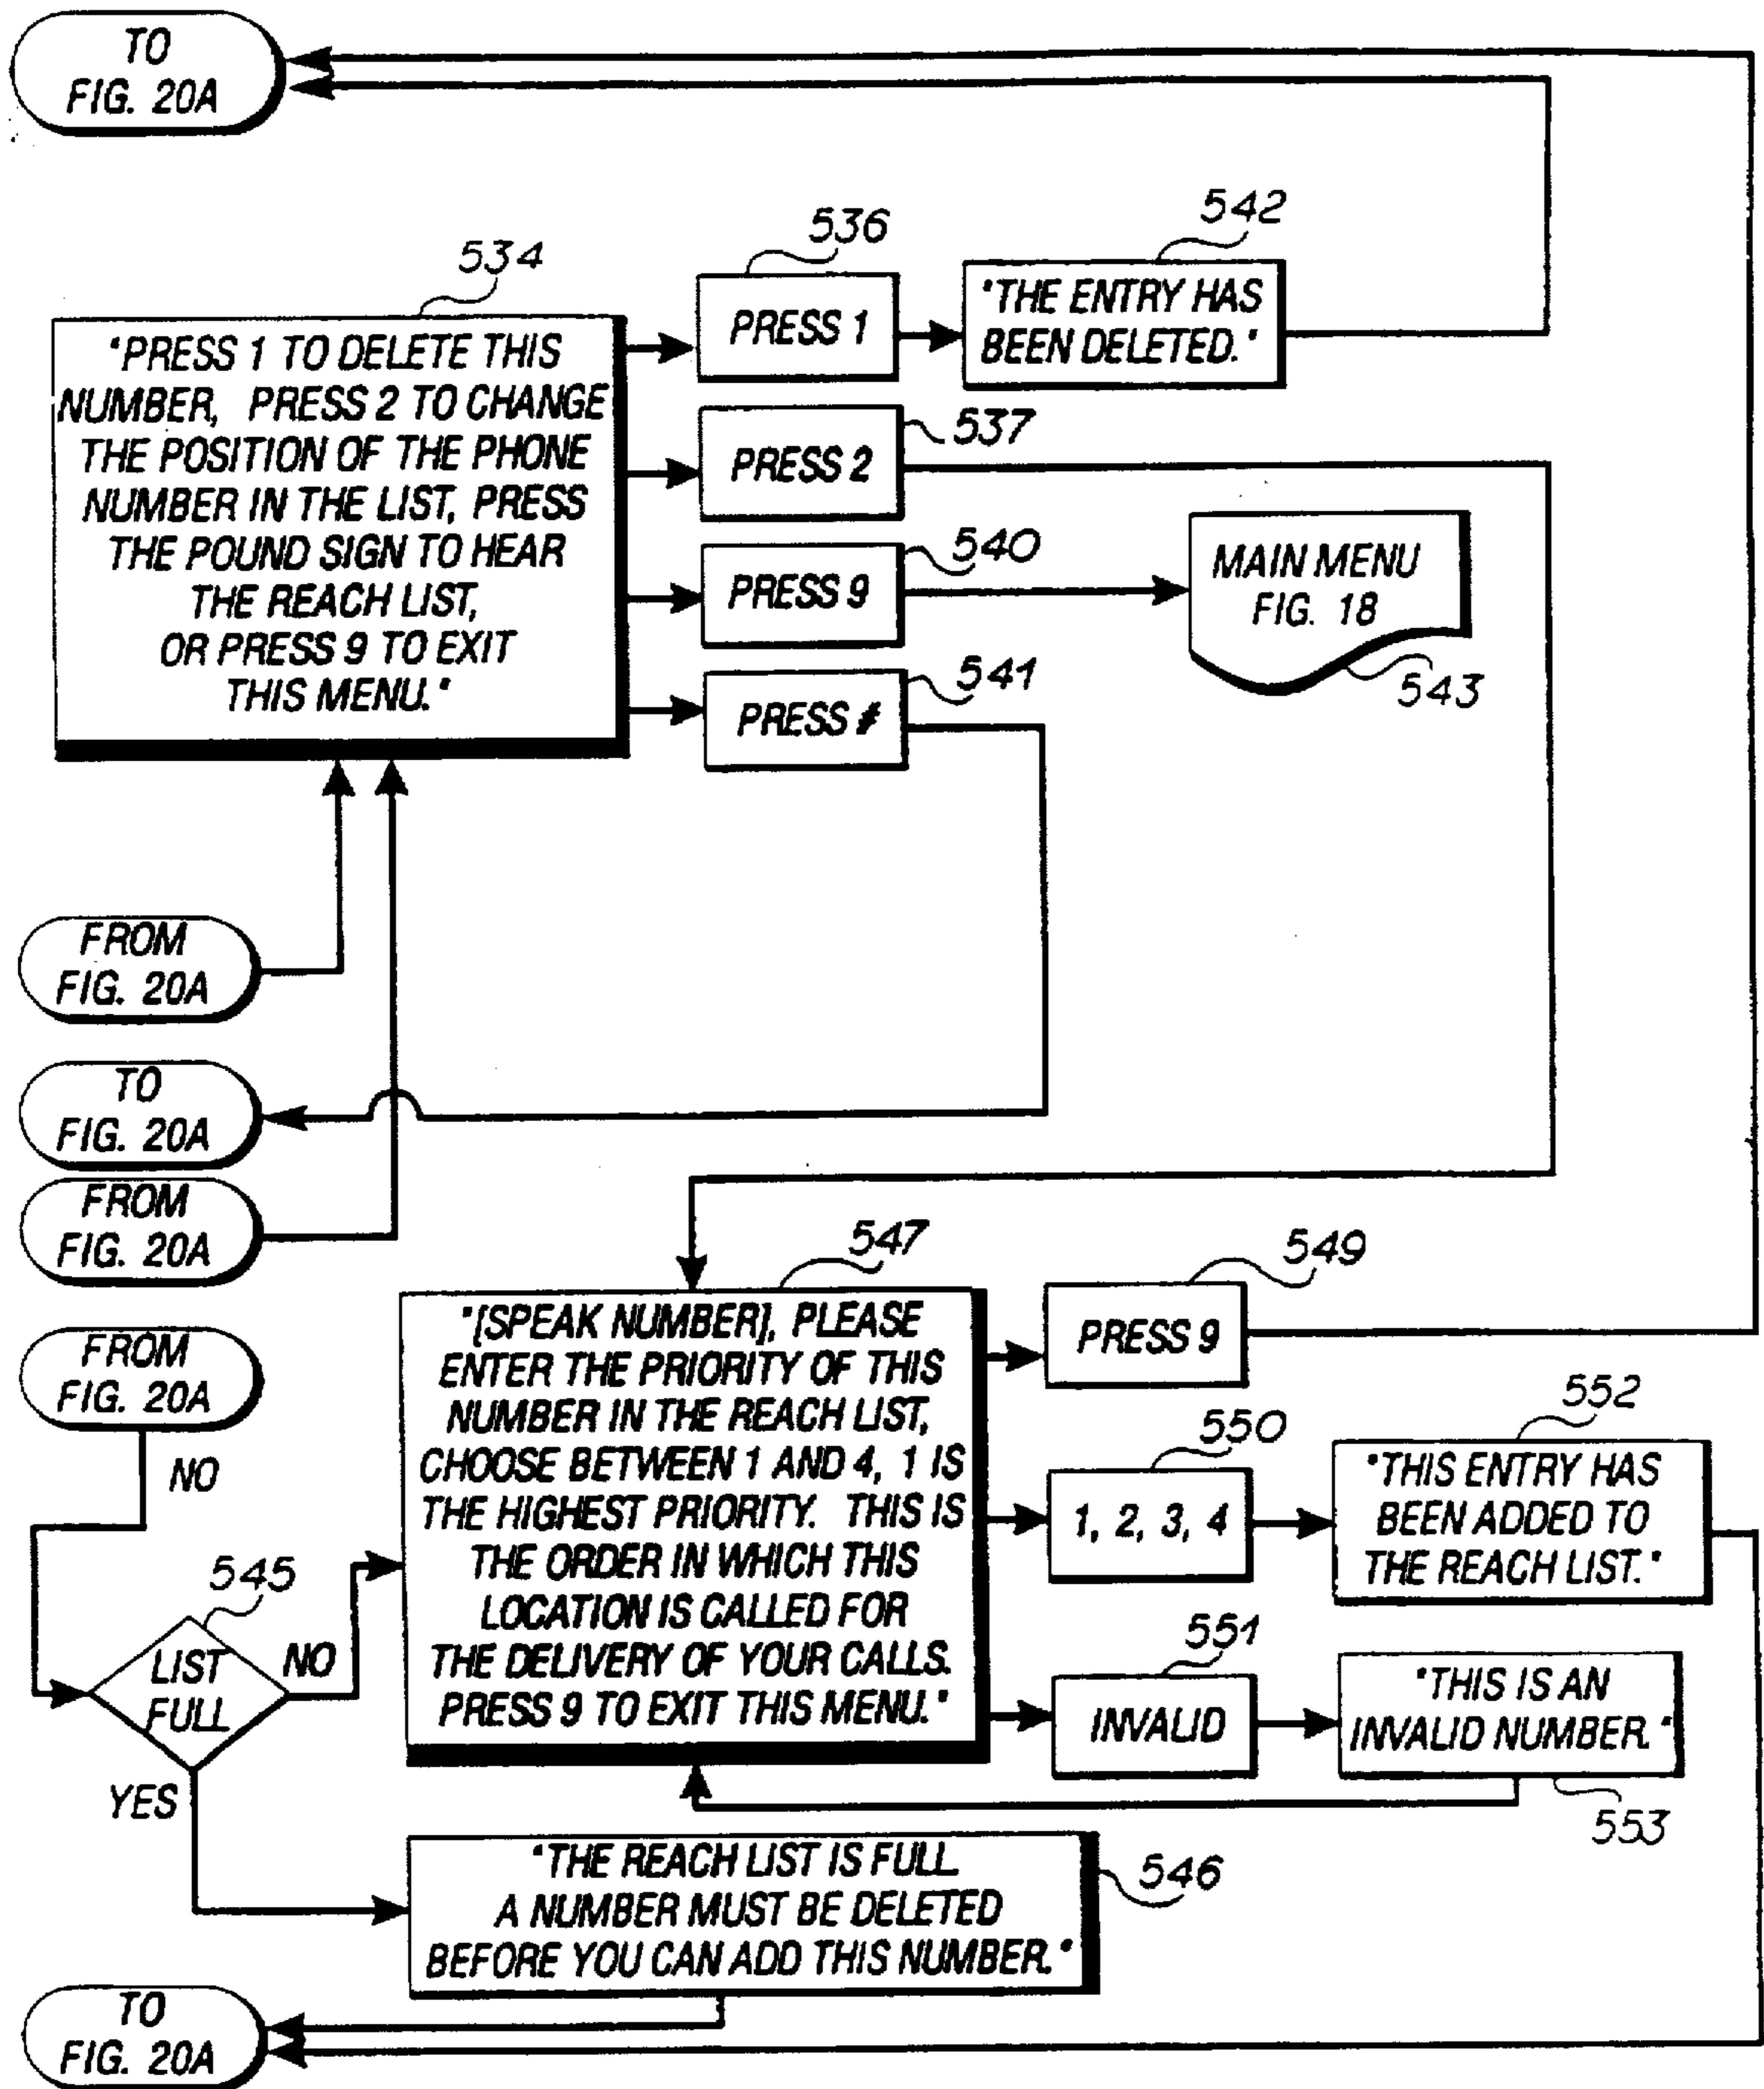 TO
FIG. 20A
534
"PRESS 1 TO DELETE THIS
NUMBER, PRESS 2 TO CHANGE
THE POSITION OF THE PHONE
NUMBER IN THE LIST, PRESS
THE POUND SIGN TO HEAR
THE REACH LIST,
OR PRESS 9 TO EXIT
THIS MENU."
536
PRESS 1
542
"THE ENTRY HAS
BEEN DELETED."
537
PRESS 2
540
PRESS 9
MAIN MENU
FIG. 18
543
541
PRESS #
FROM
FIG. 20A
TO
FIG. 20A
FROM
FIG. 20A
FROM
FIG. 20A
NO
545
LIST
FULL
NO
YES
547
"[SPEAK NUMBER], PLEASE
ENTER THE PRIORITY OF THIS
NUMBER IN THE REACH LIST,
CHOOSE BETWEEN 1 AND 4, 1 IS
THE HIGHEST PRIORITY. THIS IS
THE ORDER IN WHICH THIS
LOCATION IS CALLED FOR
THE DELIVERY OF YOUR CALLS.
PRESS 9 TO EXIT THIS MENU."
549
PRESS 9
550
1, 2, 3, 4
552
"THIS ENTRY HAS
BEEN ADDED TO
THE REACH LIST."
551
INVALID
"THIS IS AN
INVALID NUMBER."
553
"THE REACH LIST IS FULL
A NUMBER MUST BE DELETED
BEFORE YOU CAN ADD THIS NUMBER."
546
TO
FIG. 20A